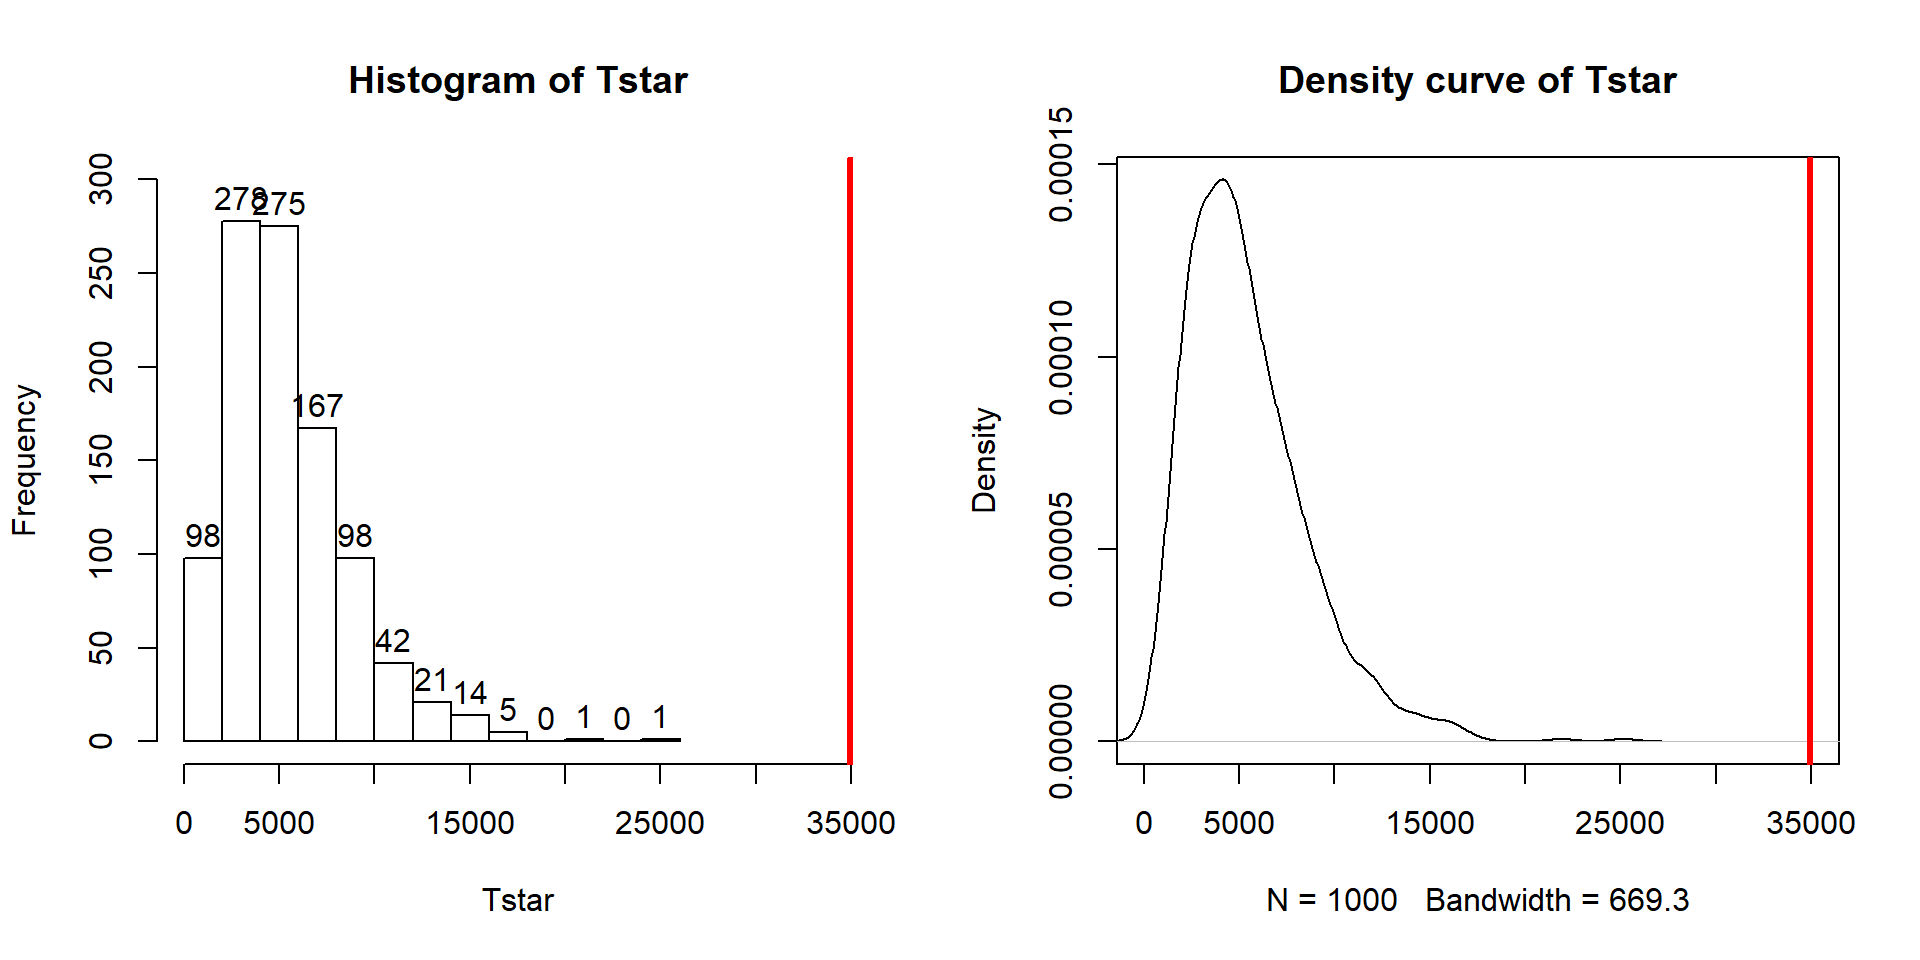 Histogram of Tstar
Frequency
0 50 100 150 200 250 300
98 278 275 167 98 42 21 14 5 0 1 0 1
0 5000 15000 25000 35000
Tstar
Density curve of Tstar
Density
0.00000 0.00005 0.00010 0.00015
0 5000 15000 25000 35000
N = 1000 Bandwidth = 669.3